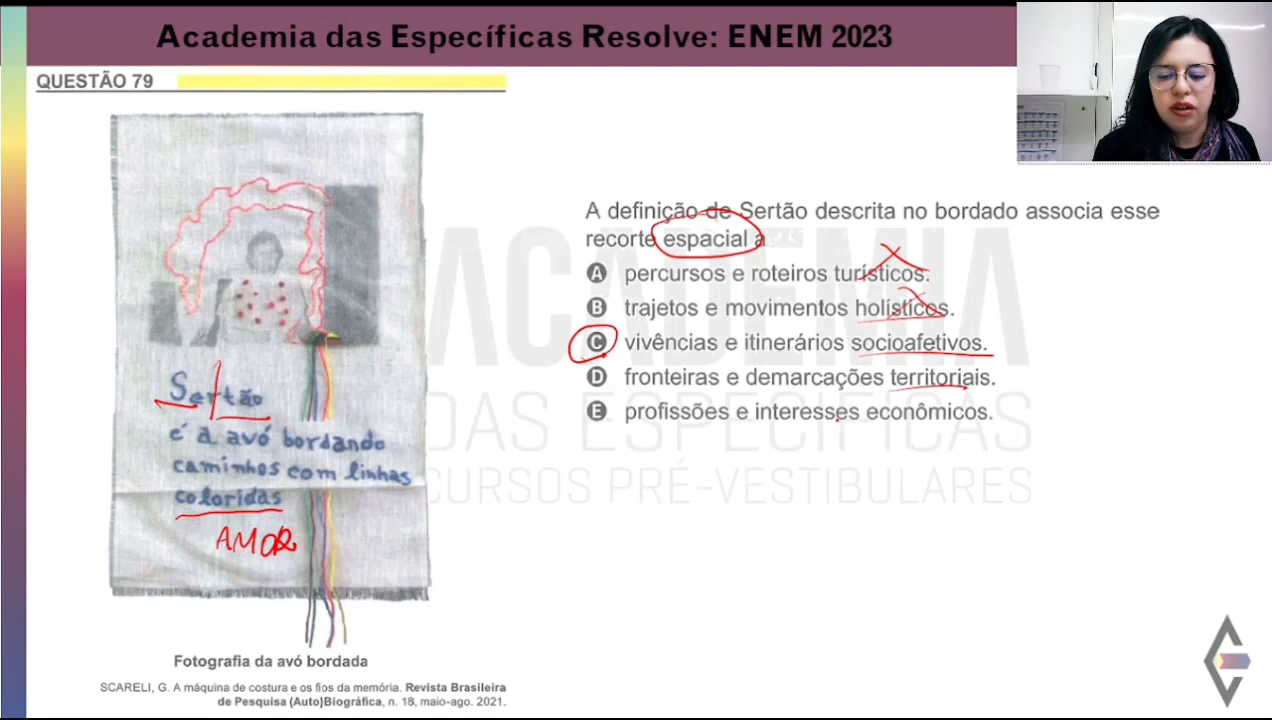 Academia das Específicas Resolve: ENEM 2023
QUESTÃO 79
Sertão
é a avó bordando
caminhos com linhas
coloridas
AMOR
Fotografia da avó bordada
SCARELI, G. A máquina de costura e os fios da memória. Revista Brasileira
de Pesquisa (Auto)Biográfica, n. 18, maio-ago. 2021.
A definição de Sertão descrita no bordado associa esse
recorte espacial a
A percursos e roteiros turísticos.
B trajetos e movimentos holísticos.
C vivências e itinerários socioafetivos.
D fronteiras e demarcações territoriais.
E profissões e interesses econômicos.
ACADEMIA
DAS ESPECÍFICAS
CURSOS PRÉ-VESTIBULARES